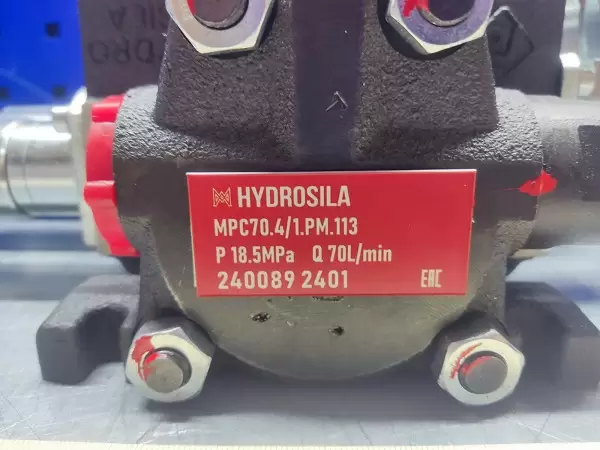 HYDROSILA
MPC70.4/1.PM.113
P 18.5MPa Q 70L/min
240089 2401 EAC